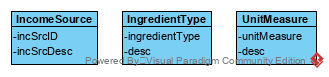 IncomeSource
-incSrcID
-incSrcDesc
IngredientType
-ingredientType
-desc
UnitMeasure
-unitMeasure
-desc
Powered By Visual Paradigm Community Edition